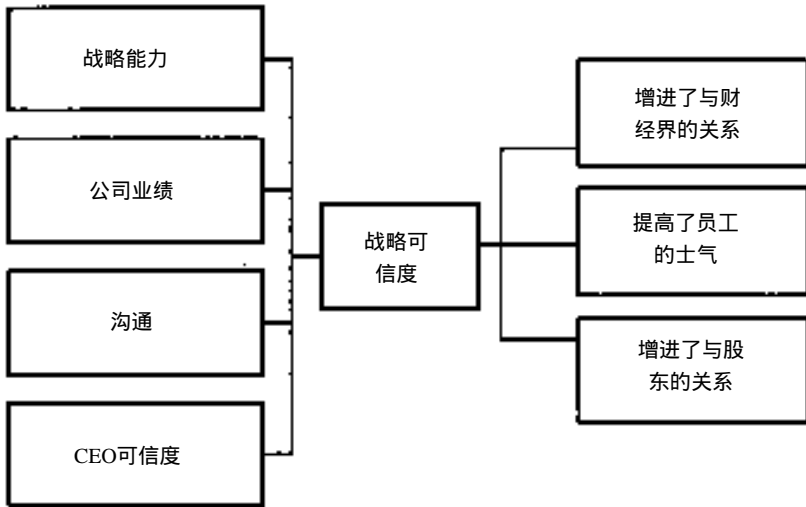 战略能力
公司业绩
沟通
CEO可信度
战略可
信度
增进了与财
经界的关系
提高了员工
的士气
增进了与股
东的关系